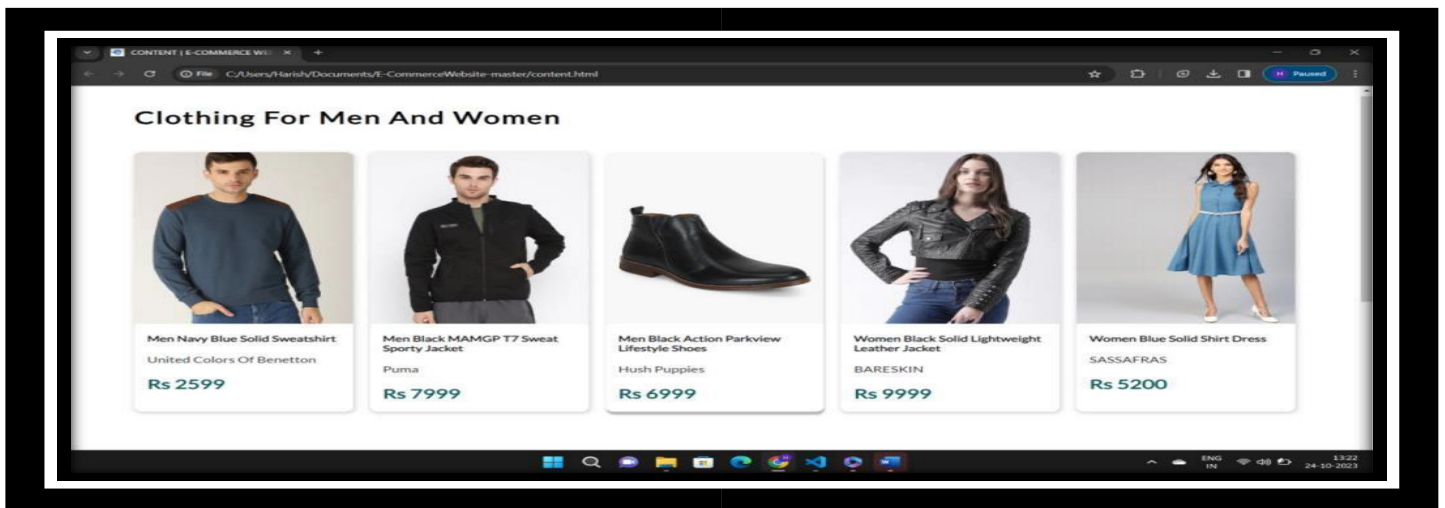 CONTENT | E-COMMERCE WE
File C:/Users/Harish/Documents/E-CommerceWebsite-master/content.html
H Paused
Clothing For Men And Women
Men Navy Blue Solid Sweatshirt
United Colors Of Benetton
Rs 2599
Men Black MAMGP T7 Sweat
Sporty Jacket
Puma
Rs 7999
Men Black Action Parkview
Lifestyle Shoes
Hush Puppies
Rs 6999
Women Black Solid Lightweight
Leather Jacket
BARESKIN
Rs 9999
Women Blue Solid Shirt Dress
SASSAFRAS
Rs 5200
ENG
IN
13:22
24-10-2023